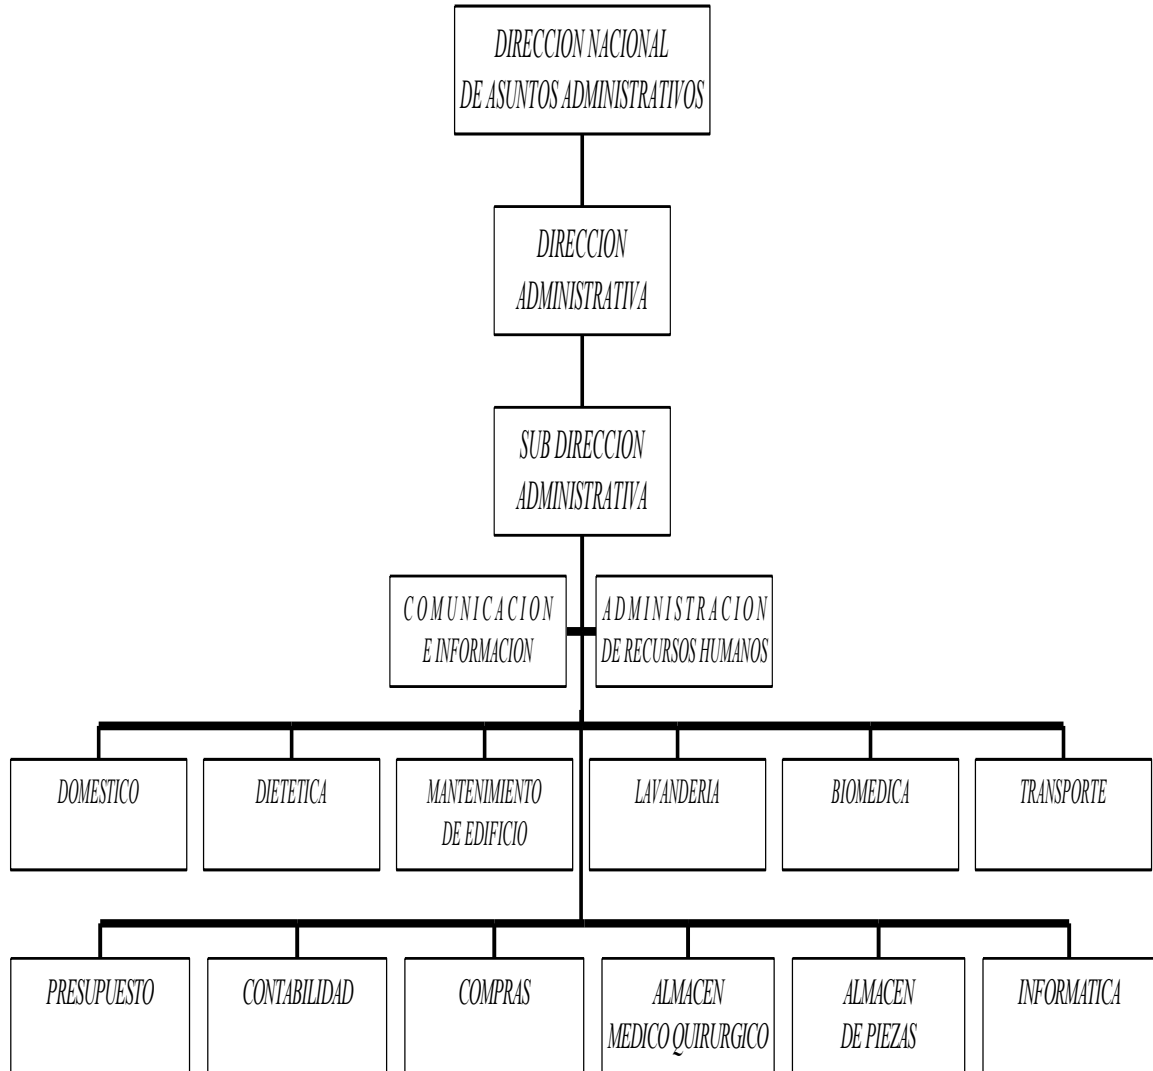 DIRECCION NACIONAL
DE ASUNTOS ADMINISTRATIVOS
DIRECCION
ADMINISTRATIVA
SUB DIRECCION
ADMINISTRATIVA
COMUNICACION
E INFORMACION
ADMINISTRACION
DE RECURSOS HUMANOS
DOMESTICO
DIETETICA
MANTENIMIENTO
DE EDIFICIO
LAVANDERIA
BIOMEDICA
TRANSPORTE
PRESUPUESTO
CONTABILIDAD
COMPRAS
ALMACEN
MEDICO QUIRURGICO
ALMACEN
DE PIEZAS
INFORMATICA